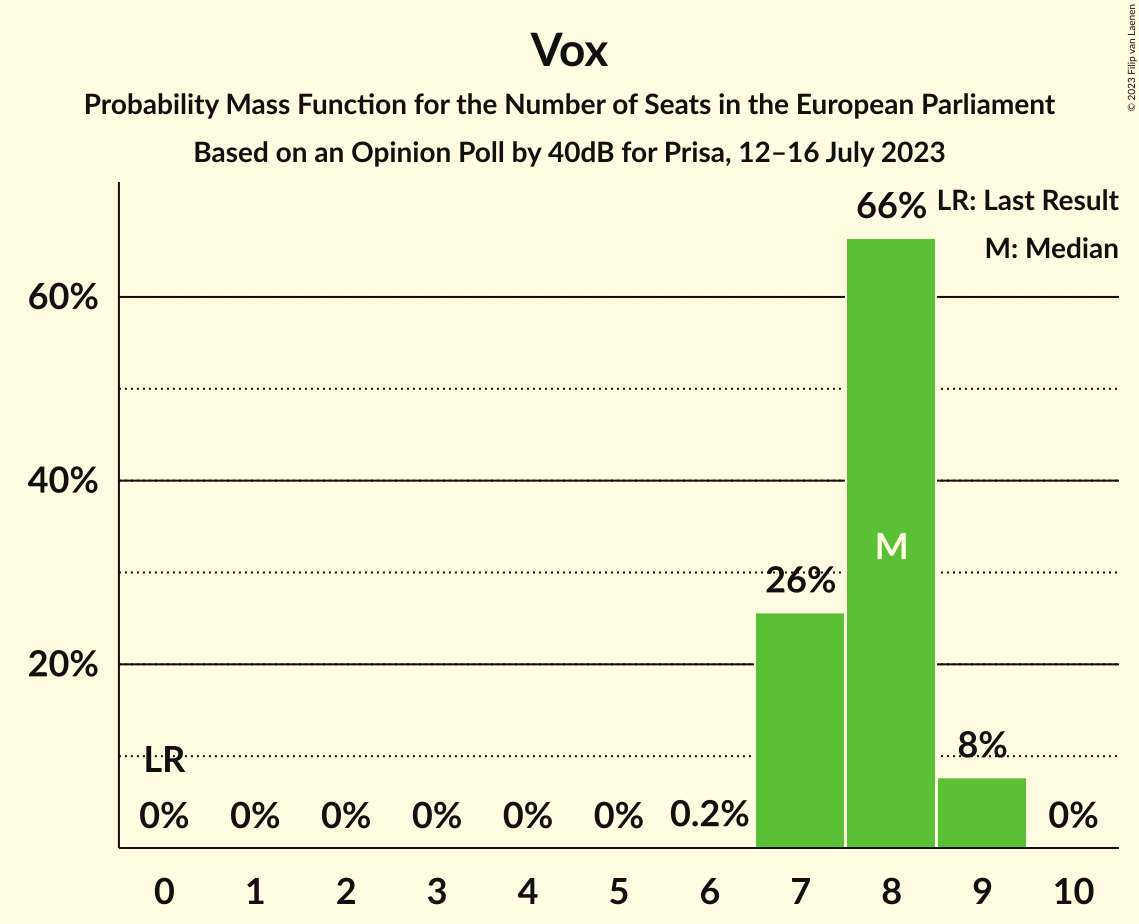 Vox
Probability Mass Function for the Number of Seats in the European Parliament
Based on an Opinion Poll by 40dB for Prisa, 12–16 July 2023
© 2023 Filip van Laenen
LR: Last Result
M: Median
60%
40%
20%
LR
0%
0%
0%
0%
0%
0%
0.2%
26%
66%
M
8%
0%
0 1 2 3 4 5 6 7 8 9 10